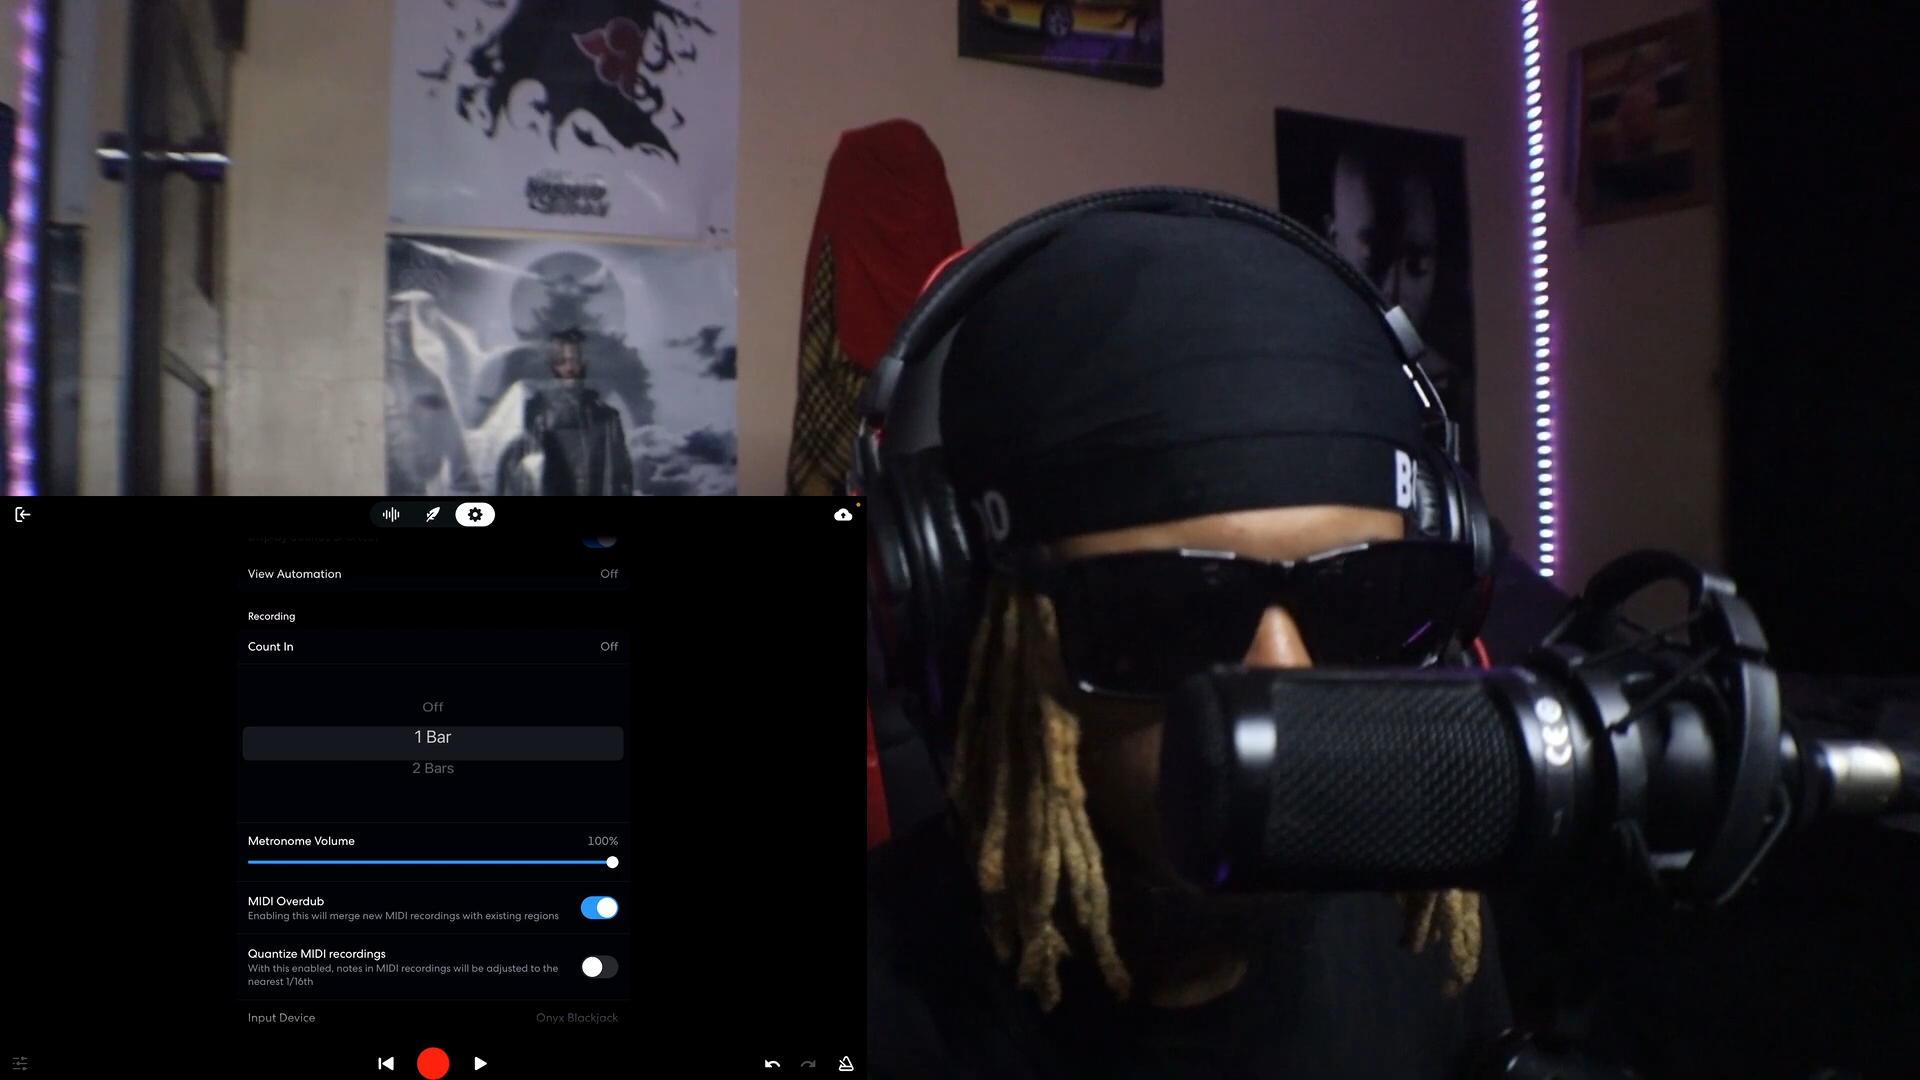 View Automation Off
Recording
Count In Off
Off
1 Bar
2 Bars
Metronome Volume 100%
MIDI Overdub
Enabling this will merge new MIDI recordings with existing regions
Quantize MIDI recordings
With this enabled, notes in MIDI recordings will be adjusted to the
nearest 1/16th
Input Device Onyx Blackjack